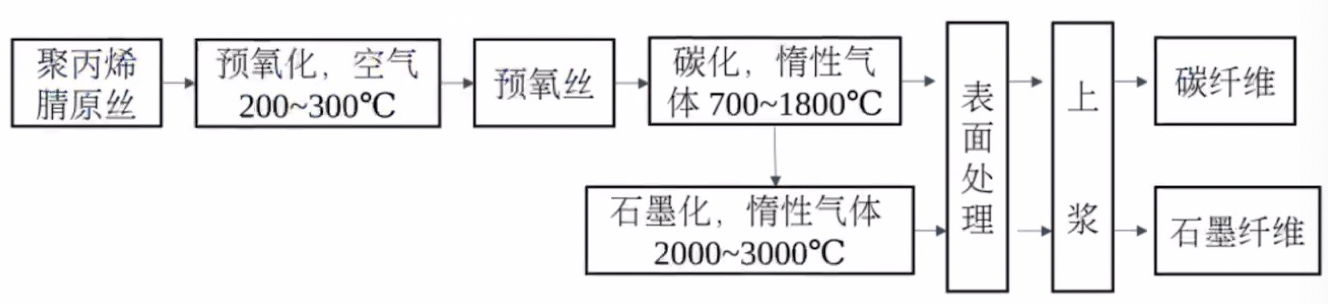 聚丙烯
腈原丝
预氧化，空气
200~300℃
预氧丝
碳化，惰性气
体 700~1800℃
石墨化，惰性气体
2000~3000℃
表
面
处
理
上
浆
碳纤维
石墨纤维